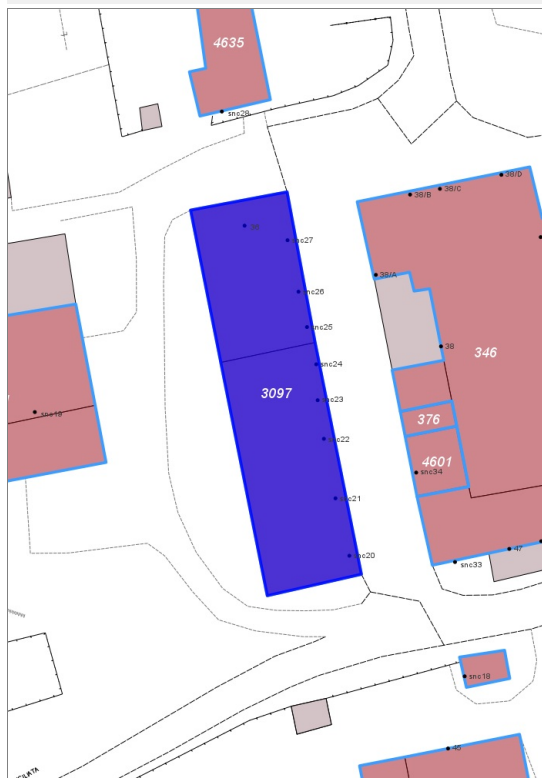 4635
snc28
38/D
38/C
38/B
36
snc27
38/A
snc26
snc25
38
346
snc24
3097
snc23
snc19
376
snc22
4601
snc34
snc21
47
snc20
snc33
snc18
45